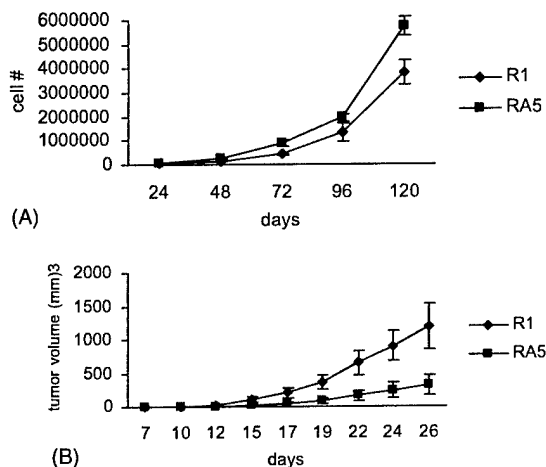 6000000
5000000
4000000
3000000
2000000
1000000
0
cell #
24 48 72 96 120
days
R1
RA5
(A)
2000
1500
1000
500
0
tumor volume (mm)3
7 10 12 15 17 19 22 24 26
days
R1
RA5
(B)